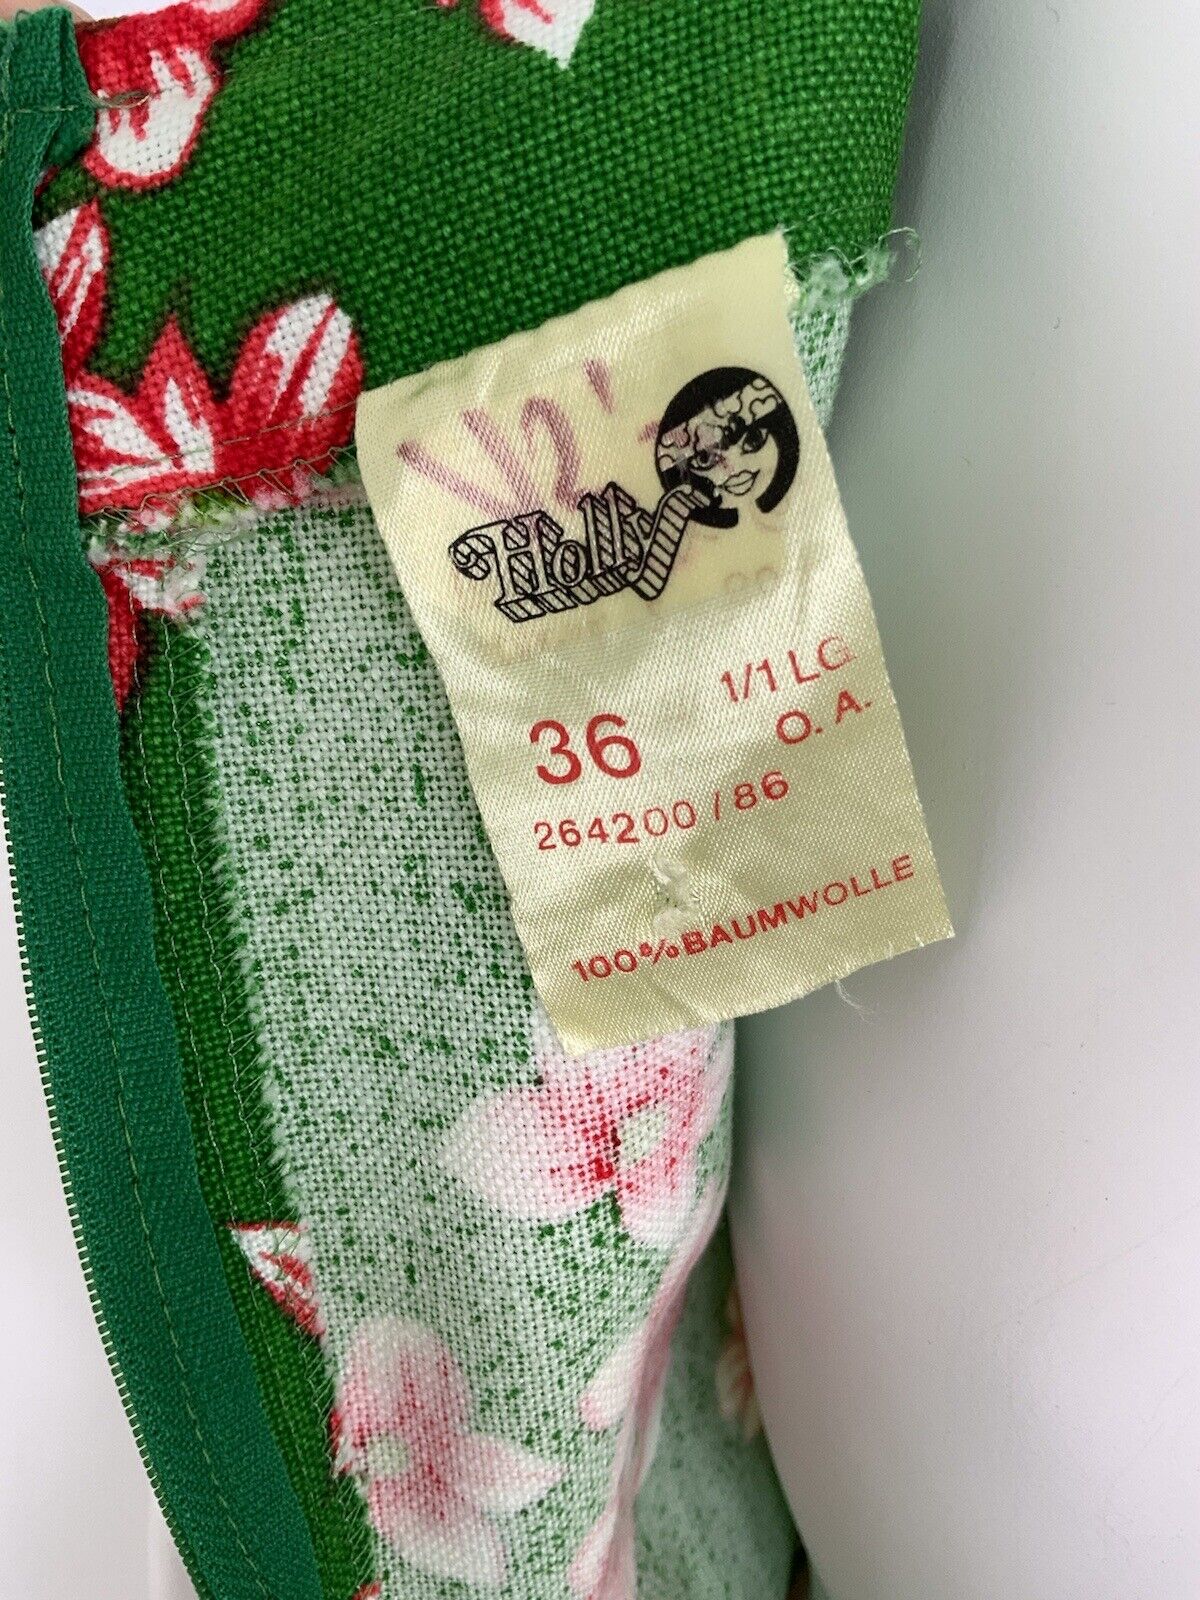 Holly
36 1/1 LG.
O. A.
264200/86
100%BAUMWOLLE